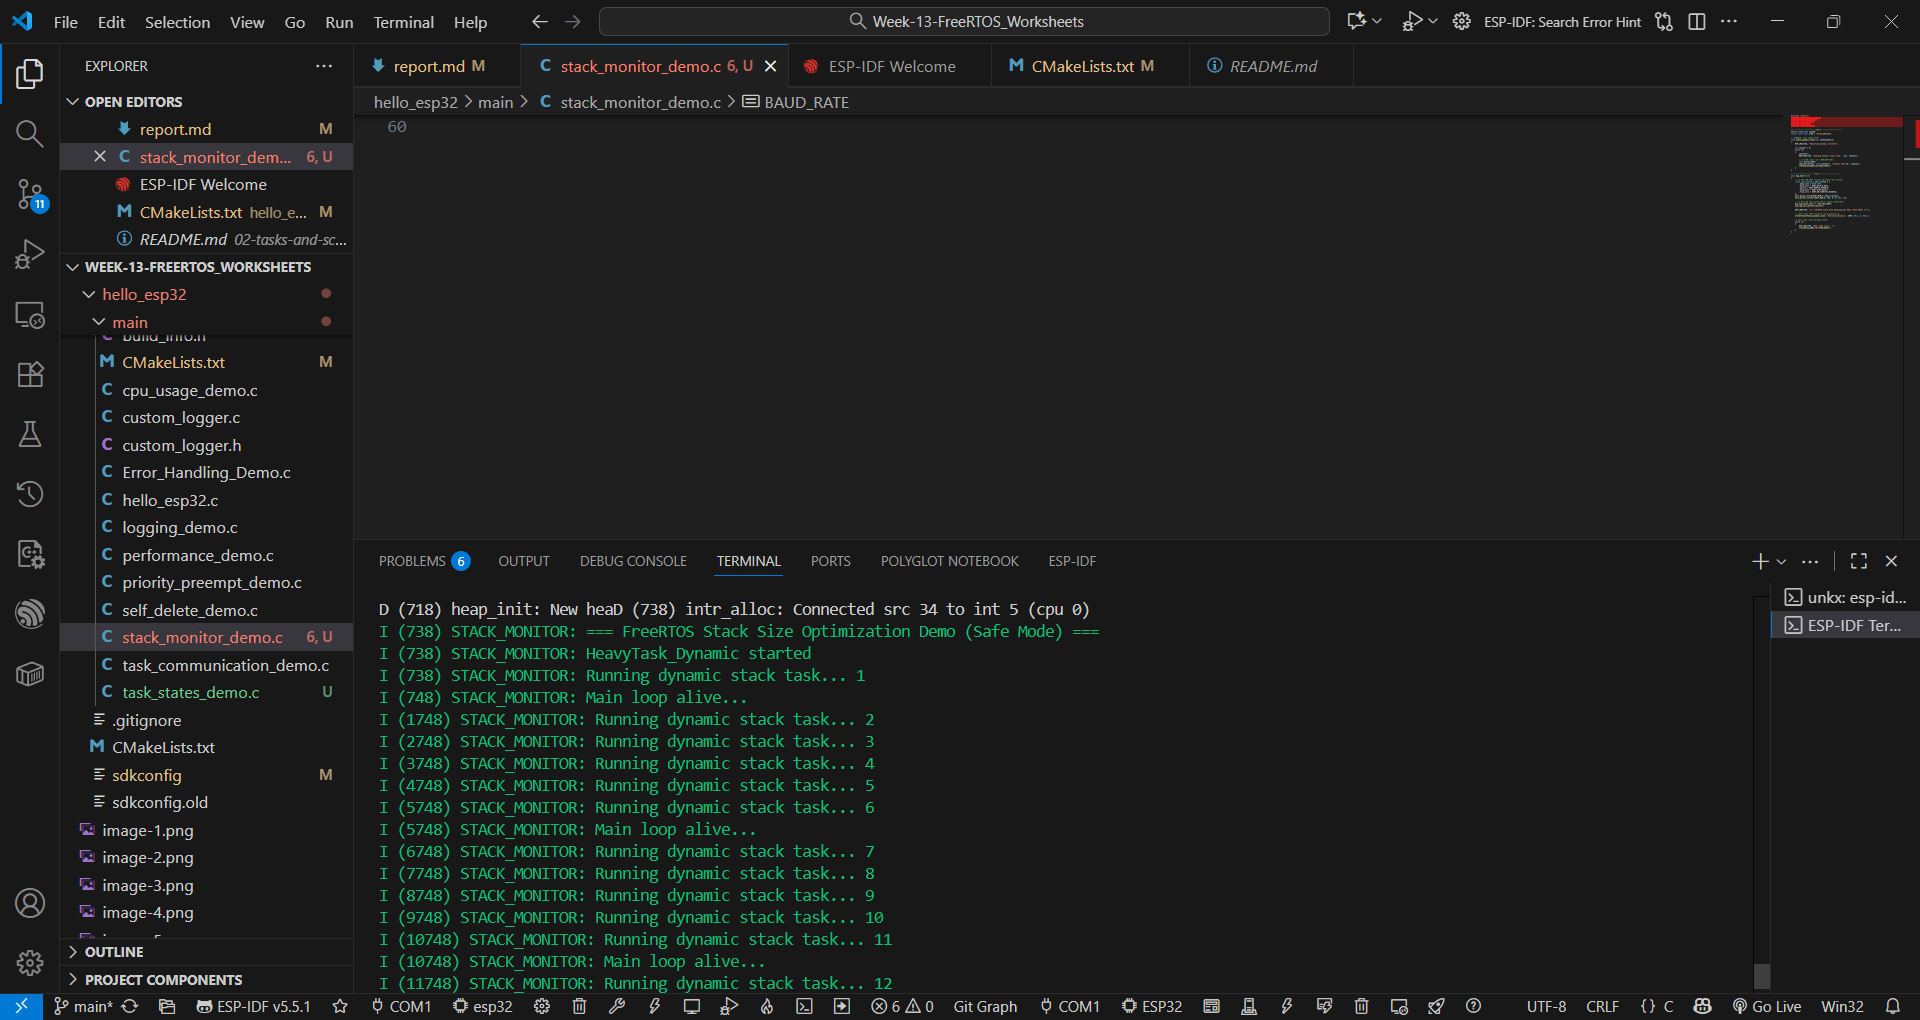 File Edit Selection View Go Run Terminal Help
Week-13-FreeRTOS_Worksheets
ESP-IDF: Search Error Hint
EXPLORER
OPEN EDITORS
report.md M
stack_monitor_dem... 6, U
ESP-IDF Welcome
CMakeLists.txt hello_e... M
README.md 02-tasks-and-sc...
WEEK-13-FREERTOS_WORKSHEETS
hello_esp32
main
build_info.h
CMakeLists.txt M
cpu_usage_demo.c
custom_logger.c
custom_logger.h
Error_Handling_Demo.c
hello_esp32.c
logging_demo.c
performance_demo.c
priority_preempt_demo.c
self_delete_demo.c
stack_monitor_demo.c 6, U
task_communication_demo.c
task_states_demo.c U
.gitignore
CMakeLists.txt
sdkconfig M
sdkconfig.old
image-1.png
image-2.png
image-3.png
image-4.png
OUTLINE
PROJECT COMPONENTS
11
report.md M
stack_monitor_demo.c 6, U
ESP-IDF Welcome
CMakeLists.txt M
README.md
hello_esp32 > main > C stack_monitor_demo.c > BAUD_RATE
60
PROBLEMS 6 OUTPUT DEBUG CONSOLE TERMINAL PORTS POLYGLOT NOTEBOOK ESP-IDF
D (718) heap_init: New heaD (738) intr_alloc: Connected src 34 to int 5 (cpu 0)
I (738) STACK_MONITOR: === FreeRTOS Stack Size Optimization Demo (Safe Mode) ===
I (738) STACK_MONITOR: HeavyTask_Dynamic started
I (738) STACK_MONITOR: Running dynamic stack task... 1
I (748) STACK_MONITOR: Main loop alive...
I (1748) STACK_MONITOR: Running dynamic stack task... 2
I (2748) STACK_MONITOR: Running dynamic stack task... 3
I (3748) STACK_MONITOR: Running dynamic stack task... 4
I (4748) STACK_MONITOR: Running dynamic stack task... 5
I (5748) STACK_MONITOR: Running dynamic stack task... 6
I (5748) STACK_MONITOR: Main loop alive...
I (6748) STACK_MONITOR: Running dynamic stack task... 7
I (7748) STACK_MONITOR: Running dynamic stack task... 8
I (8748) STACK_MONITOR: Running dynamic stack task... 9
I (9748) STACK_MONITOR: Running dynamic stack task... 10
I (10748) STACK_MONITOR: Running dynamic stack task... 11
I (10748) STACK_MONITOR: Main loop alive...
I (11748) STACK_MONITOR: Running dynamic stack task... 12
unkx: esp-id...
ESP-IDF Ter...
main* ESP-IDF v5.5.1 COM1 esp32 6 0 Git Graph COM1 ESP32 UTF-8 CRLF {} C Go Live Win32